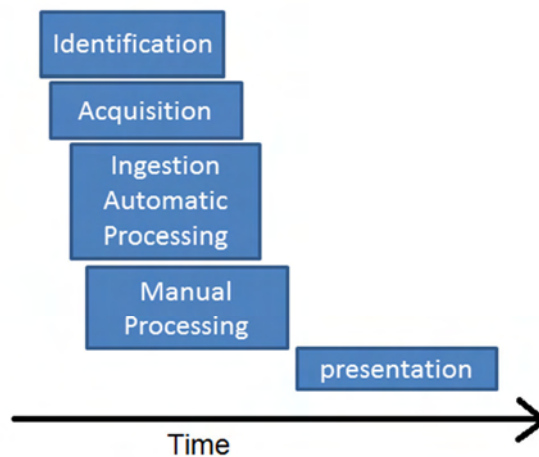 Identification
Acquisition
Ingestion
Automatic
Processing
Manual
Processing
presentation
Time